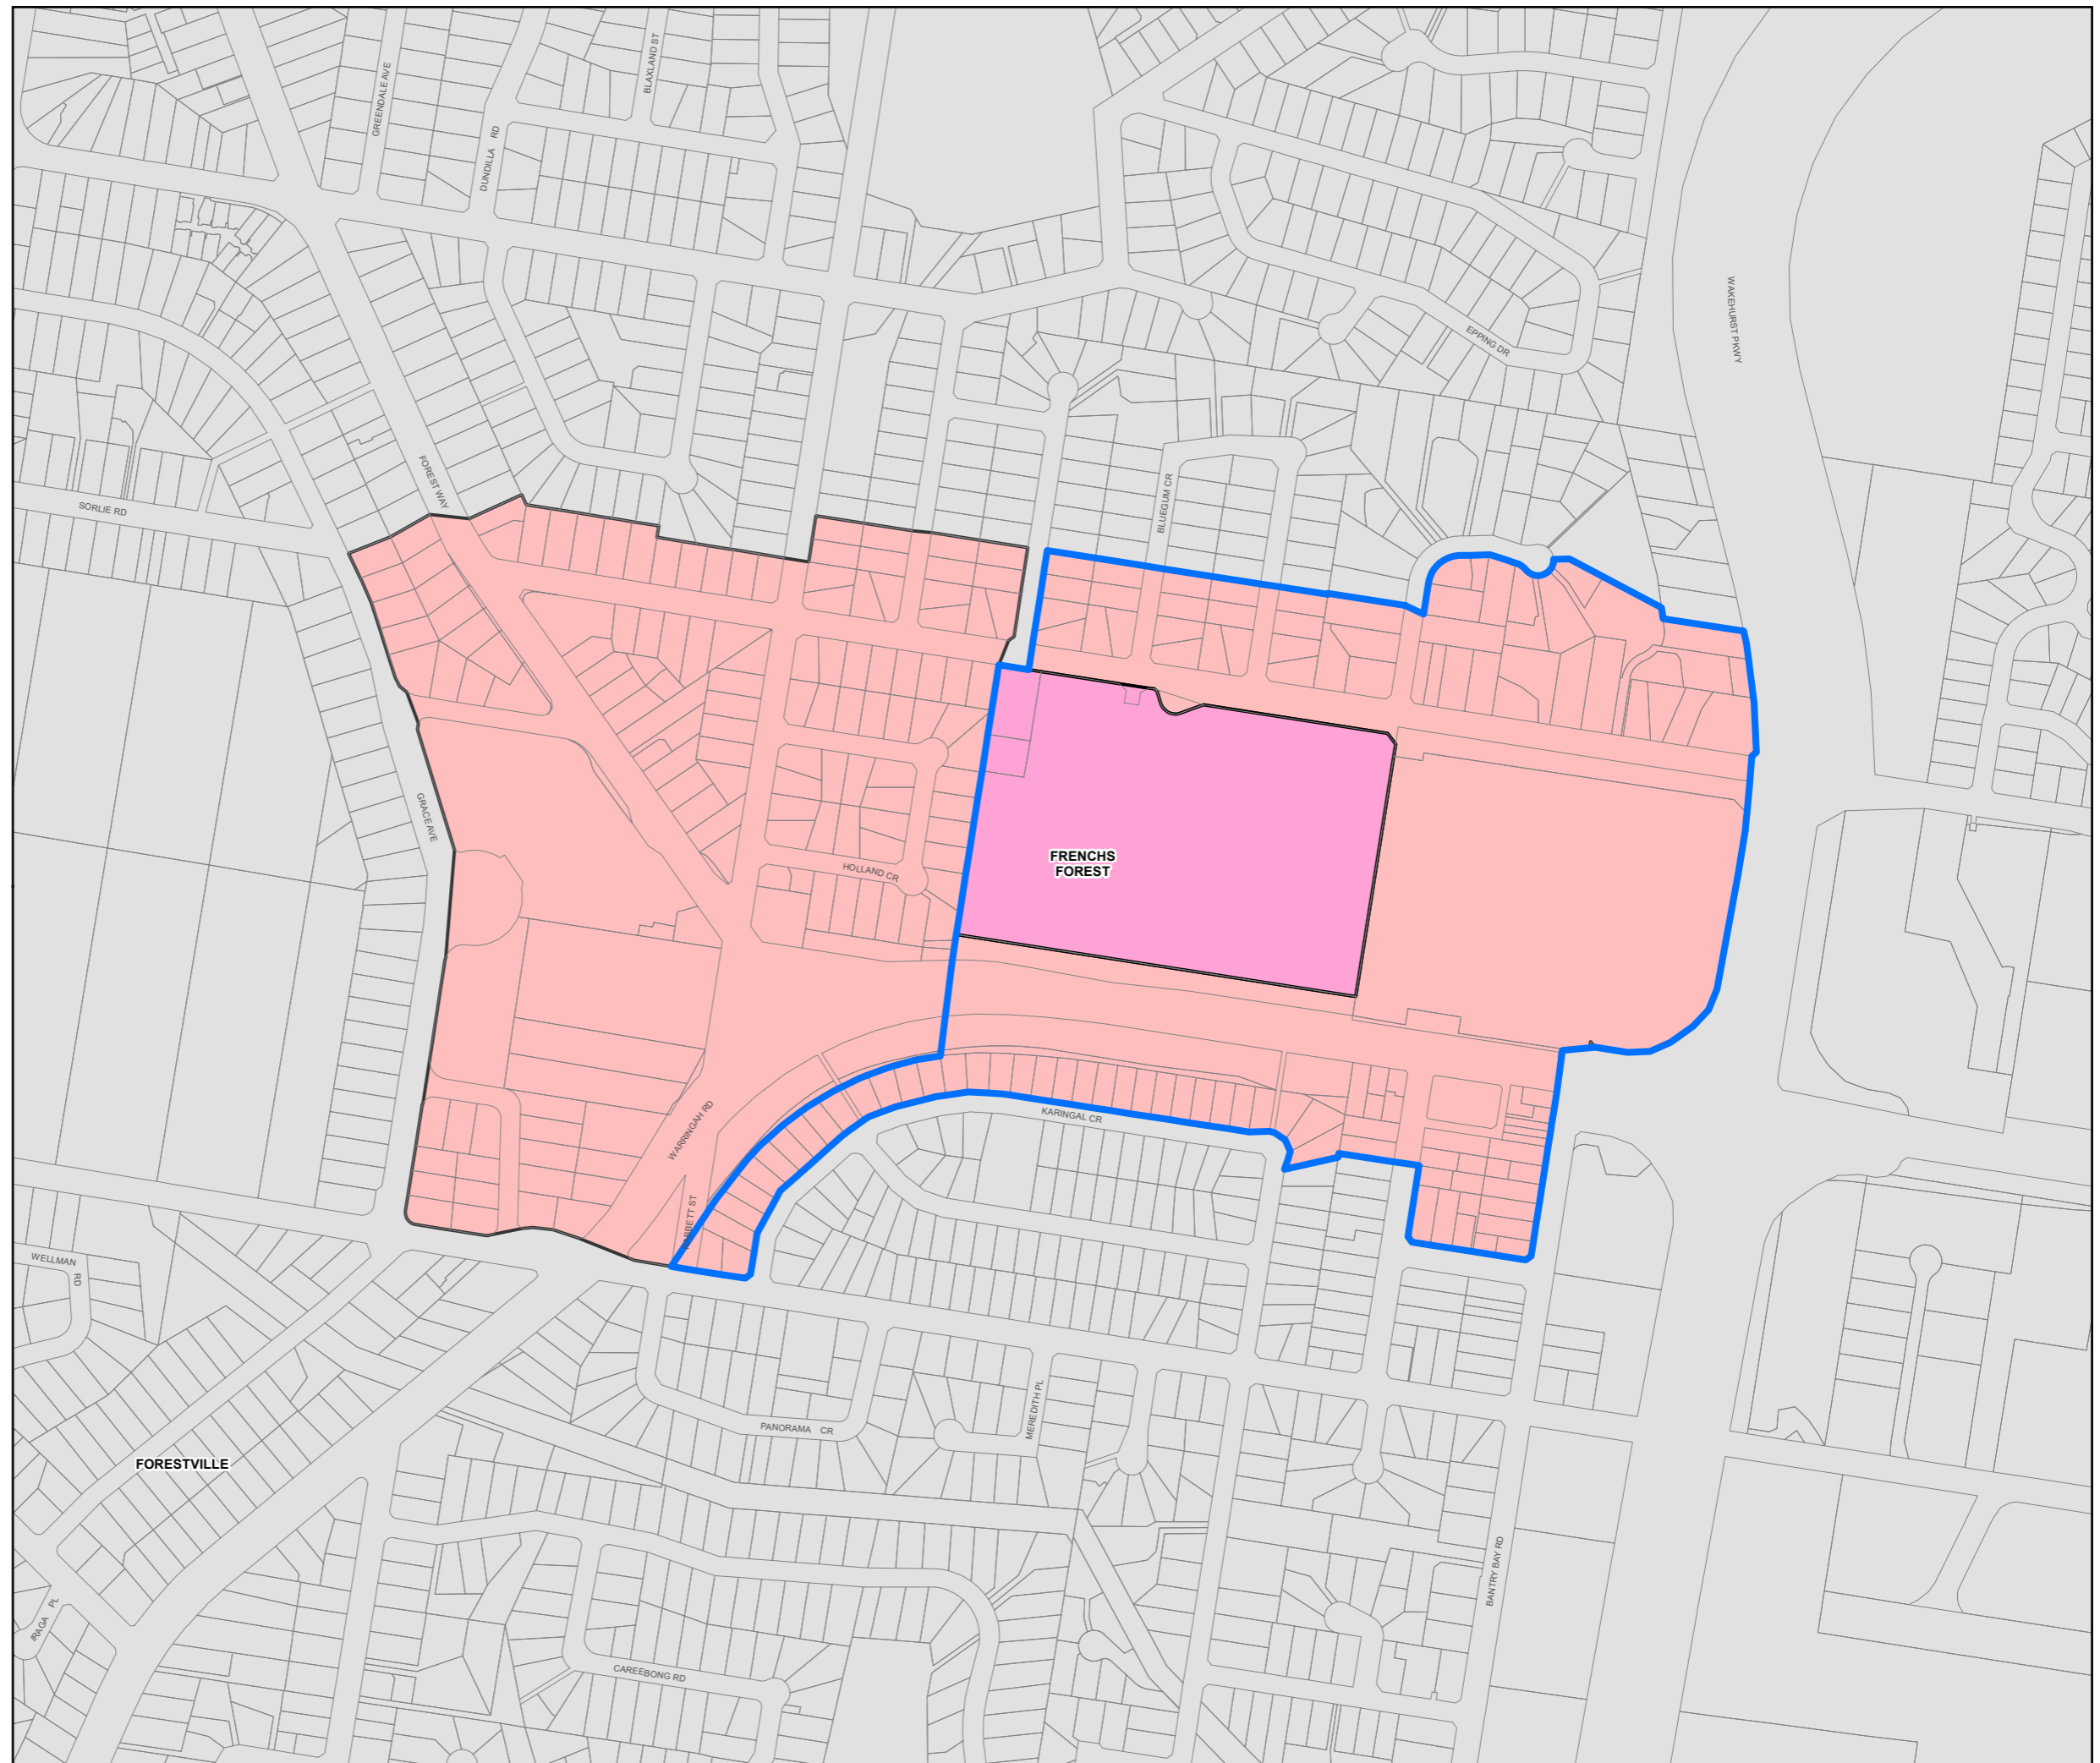 BLAXLAND ST
GREENDALE AVE
DUNDILLA RD
WAKEHURST PKWY
EPPING DR
FOREST WAY
BLUEGUM CR
SORLIE RD
GRACE AVE
FRENCHS
FOREST
HOLLAND CR
KARINGAL CR
WARRINGAH RD
WELLMAN
RD
MEREDITH PL
PANORAMA CR
FORESTVILLE
BANTRY BAY RD
CAREEBONG RD